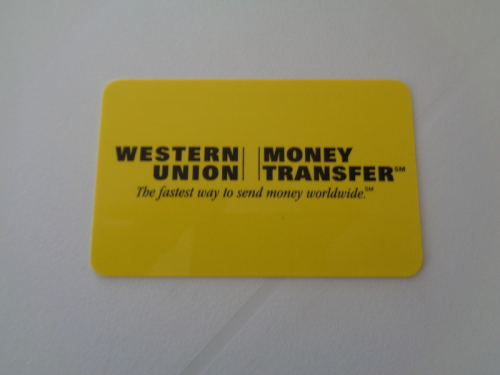 WESTERN UNION || MONEY TRANSFER℠
The fastest way to send money worldwide.℠